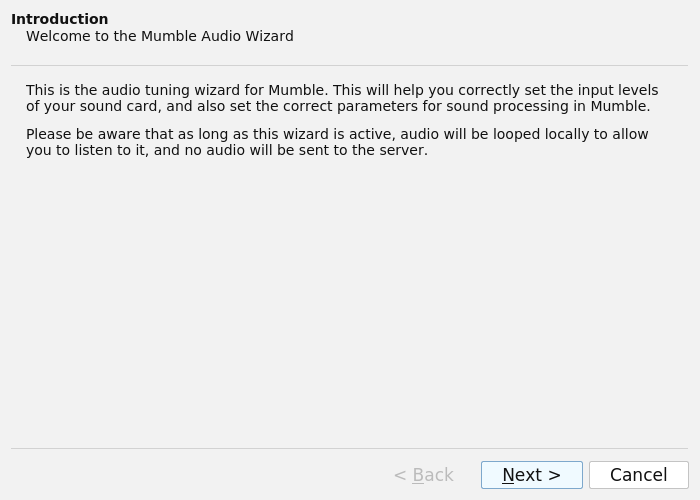 Introduction
Welcome to the Mumble Audio Wizard
This is the audio tuning wizard for Mumble. This will help you correctly set the input levels
of your sound card, and also set the correct parameters for sound processing in Mumble.
Please be aware that as long as this wizard is active, audio will be looped locally to allow
you to listen to it, and no audio will be sent to the server.
< Back Next > Cancel